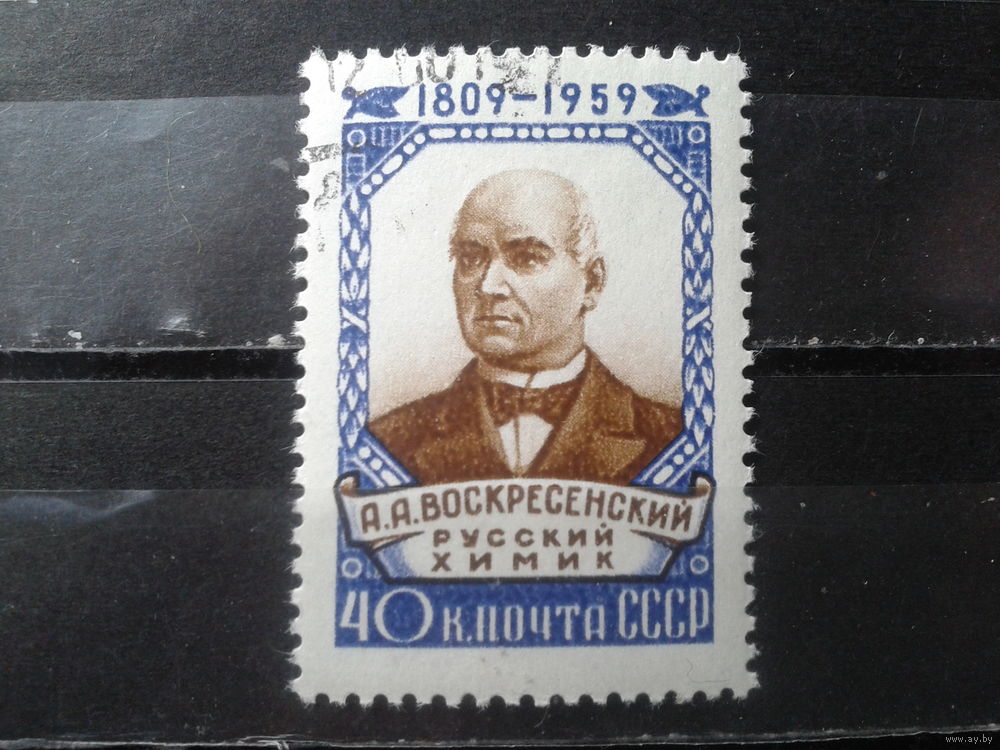 1809–1959
А.А.ВОСКРЕСЕНСКИЙ
РУССКИЙ
ХИМИК
40 К. ПОЧТА СССР
www.ay.by